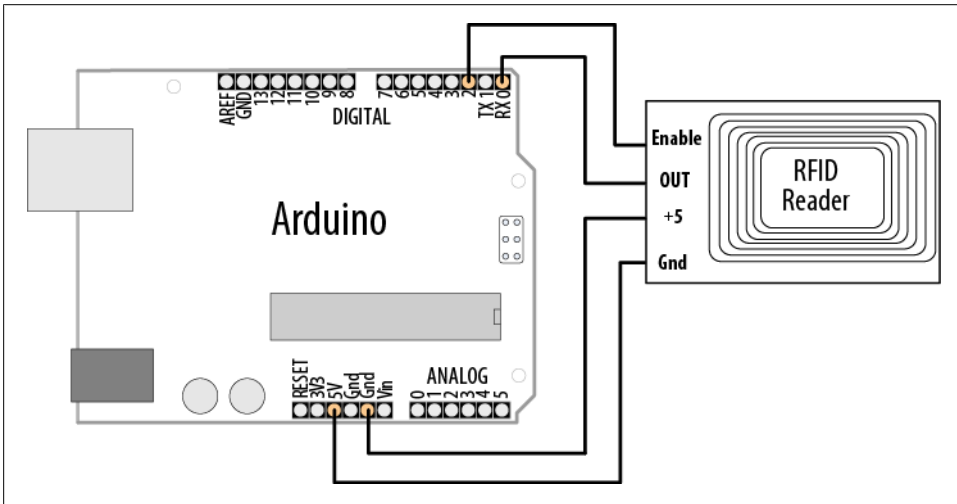 AREF
GND
13
12
11
10
9
8
7
6
5
4
3
2
TX 1
RX 0
DIGITAL
Enable
OUT
+5
Gnd
RFID
Reader
Arduino
RESET
3V3
5V
Gnd
Gnd
Vin
ANALOG
0
1
2
3
4
5